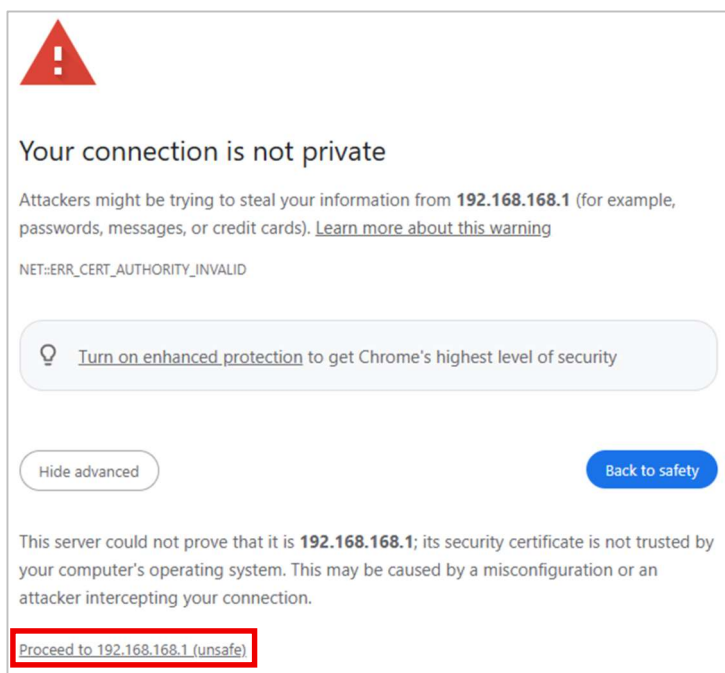 Your connection is not private
Attackers might be trying to steal your information from 192.168.168.1 (for example,
passwords, messages, or credit cards). Learn more about this warning
NET::ERR_CERT_AUTHORITY_INVALID
Turn on enhanced protection to get Chrome's highest level of security
Hide advanced
Back to safety
This server could not prove that it is 192.168.168.1; its security certificate is not trusted by
your computer's operating system. This may be caused by a misconfiguration or an
attacker intercepting your connection.
Proceed to 192.168.168.1 (unsafe)